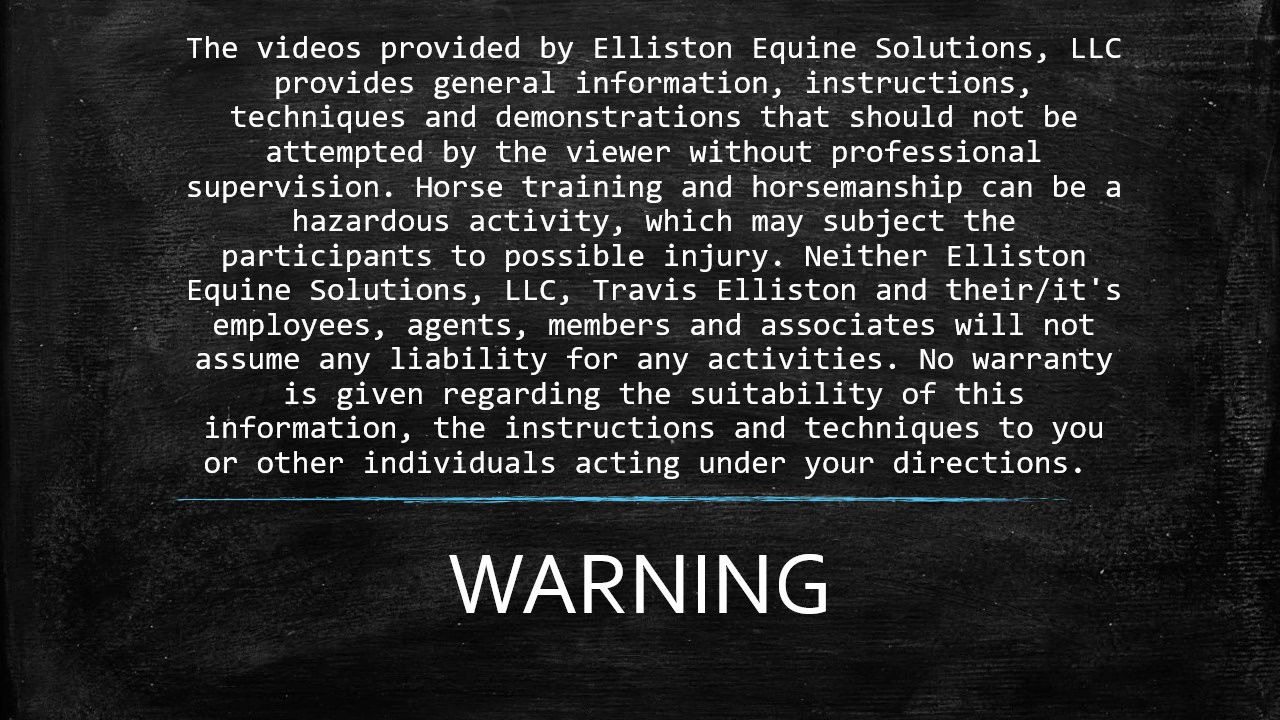 The videos provided by Elliston Equine Solutions, LLC
provides general information, instructions,
techniques and demonstrations that should not be
attempted by the viewer without professional
supervision. Horse training and horsemanship can be a
hazardous activity, which may subject the
participants to possible injury. Neither Elliston
Equine Solutions, LLC, Travis Elliston and their/it's
employees, agents, members and associates will not
assume any liability for any activities. No warranty
is given regarding the suitability of this
information, the instructions and techniques to you
or other individuals acting under your directions.
WARNING